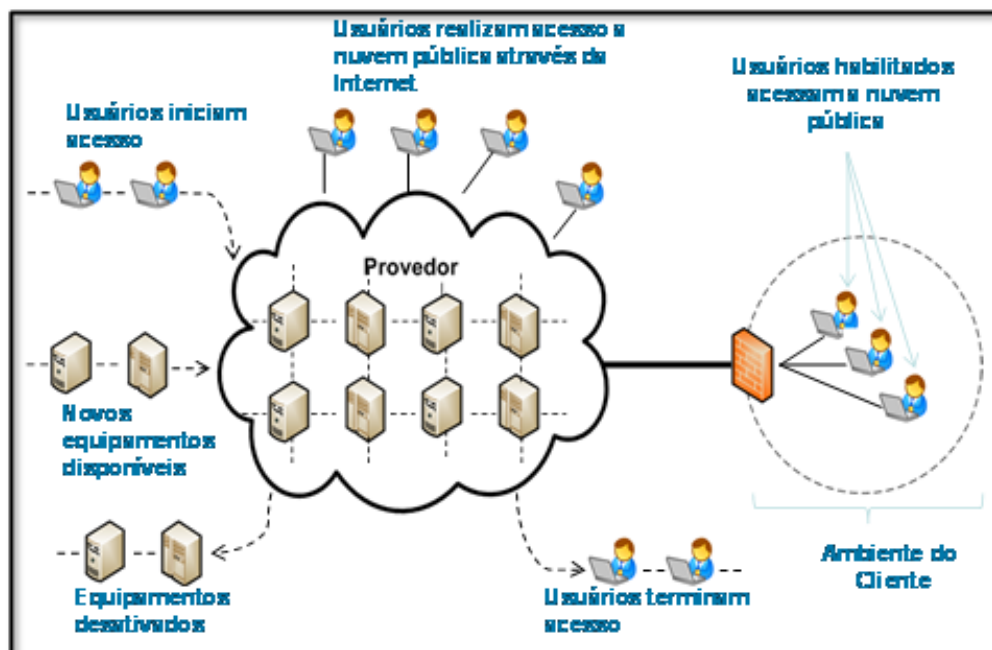 Usuários realizam acesso a
nuvem pública através da
Internet
Usuários habilitados
acessam a nuvem
pública
Usuários iniciam
acesso
Provedor
Novos
equipamentos
disponíveis
Equipamentos
desativados
Usuários terminam
acesso
Ambiente do
Cliente